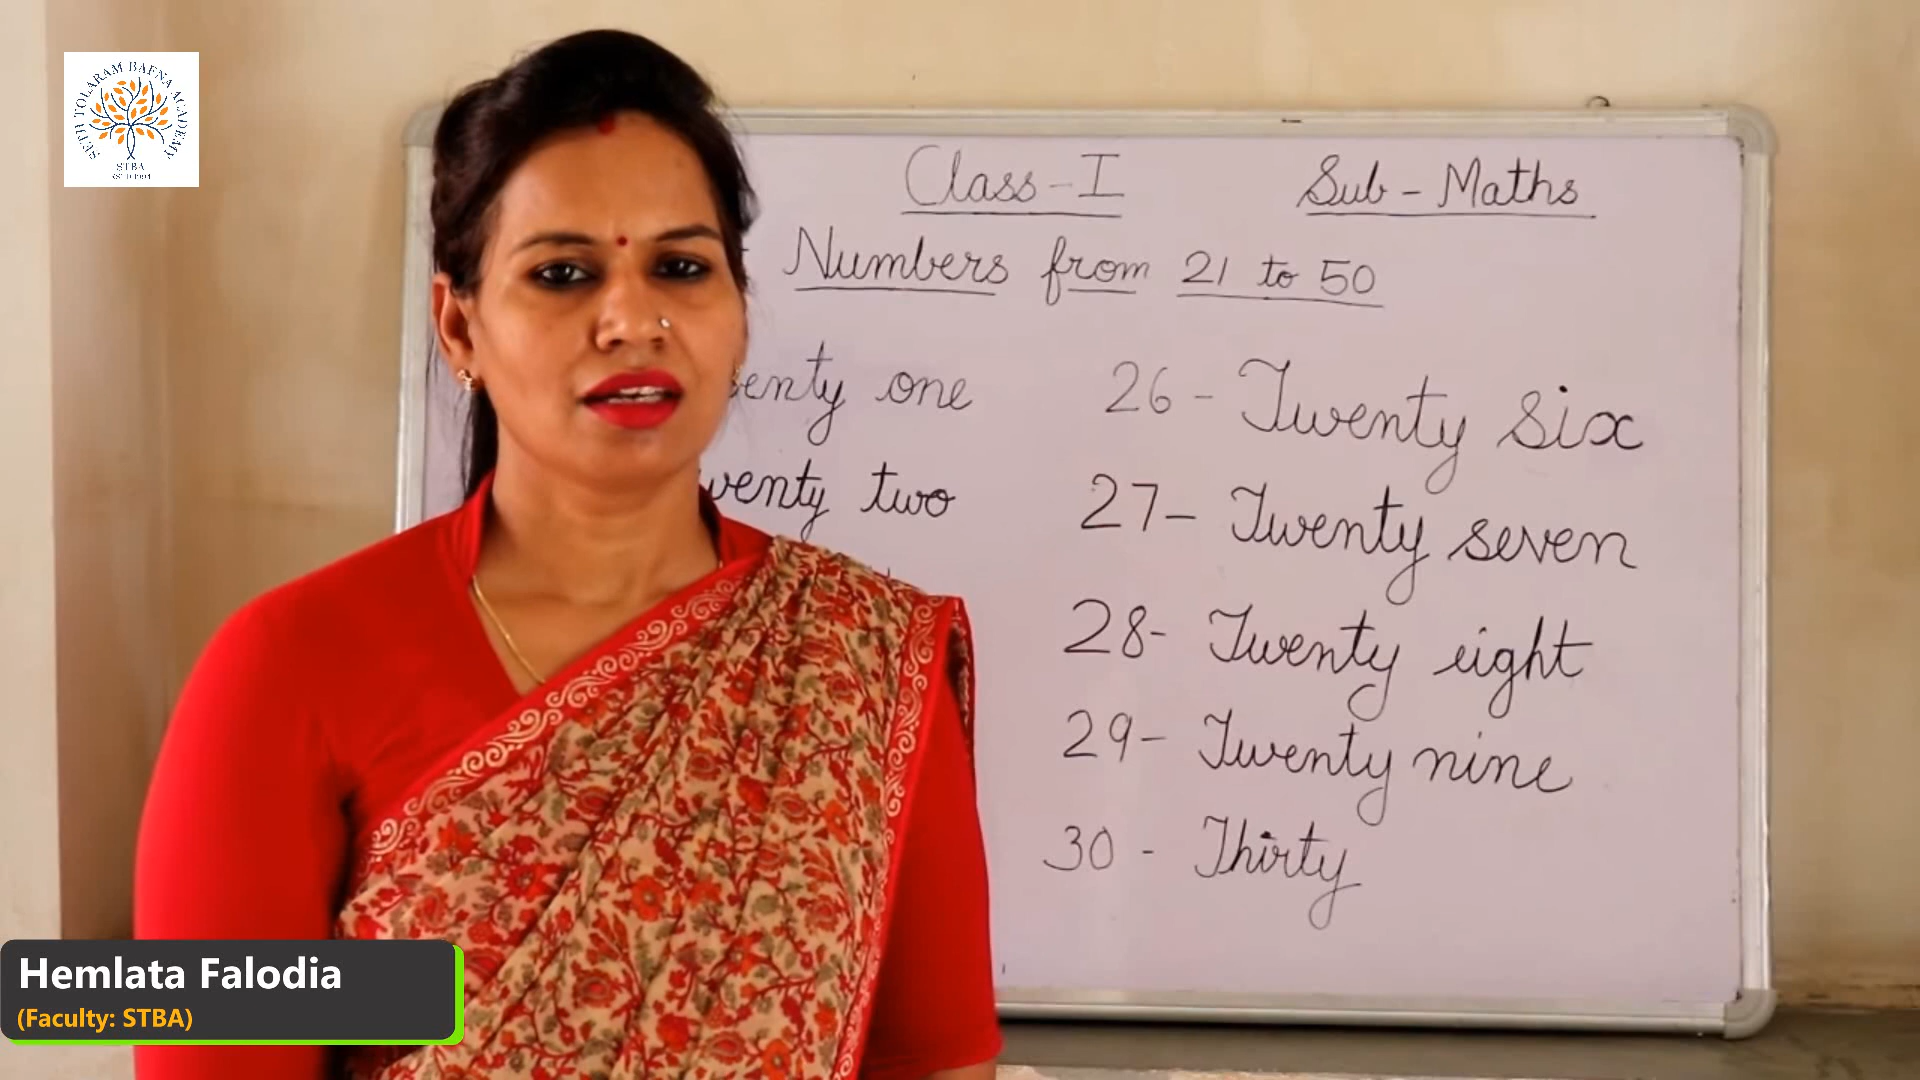 SETH TOLARAM BAFNA ACADEMY
STBA
Class-I
Sub-Maths
Numbers from 21 to 50
enty one
wenty two
26 - Twenty six
27- Twenty seven
28- Twenty eight
29- Twenty nine
30 - Thirty
Hemlata Falodia
(Faculty: STBA)